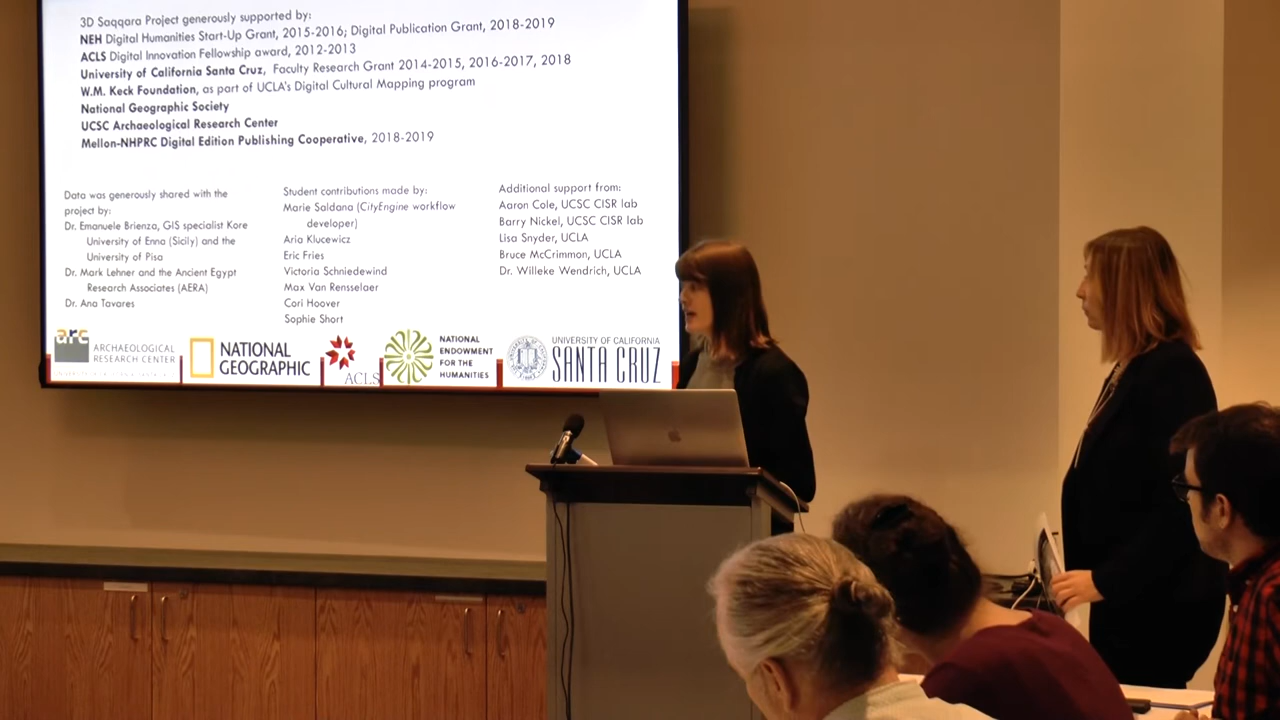 3D Saqqara Project generously supported by:
NEH Digital Humanities Start-Up Grant, 2015-2016; Digital Publication Grant, 2018-2019
ACLS Digital Innovation Fellowship award, 2012-2013
University of California Santa Cruz, Faculty Research Grant 2014-2015, 2016-2017, 2018
W.M. Keck Foundation, as part of UCLA's Digital Cultural Mapping program
National Geographic Society
UCSC Archaeological Research Center
Mellon-NHPRC Digital Edition Publishing Cooperative, 2018-2019
Data was generously shared with the
project by:
Dr. Emanuele Brienza, GIS specialist Kore
University of Enna (Sicily) and the
University of Pisa
Dr. Mark Lehner and the Ancient Egypt
Research Associates (AERA)
Dr. Ana Tavares
Student contributions made by:
Marie Saldana (CityEngine workflow
developer)
Aria Klucewicz
Eric Fries
Victoria Schniedewind
Max Van Rensselaer
Cori Hoover
Sophie Short
Additional support from:
Aaron Cole, UCSC CISR lab
Barry Nickel, UCSC CISR lab
Lisa Snyder, UCLA
Bruce McCrimmon, UCLA
Dr. Willeke Wendrich, UCLA
arc
ARCHAEOLOGICAL
RESEARCH CENTER
NATIONAL
GEOGRAPHIC
ACLS
NATIONAL
ENDOWMENT
FOR THE
HUMANITIES
UNIVERSITY OF CALIFORNIA
SANTA CRUZ